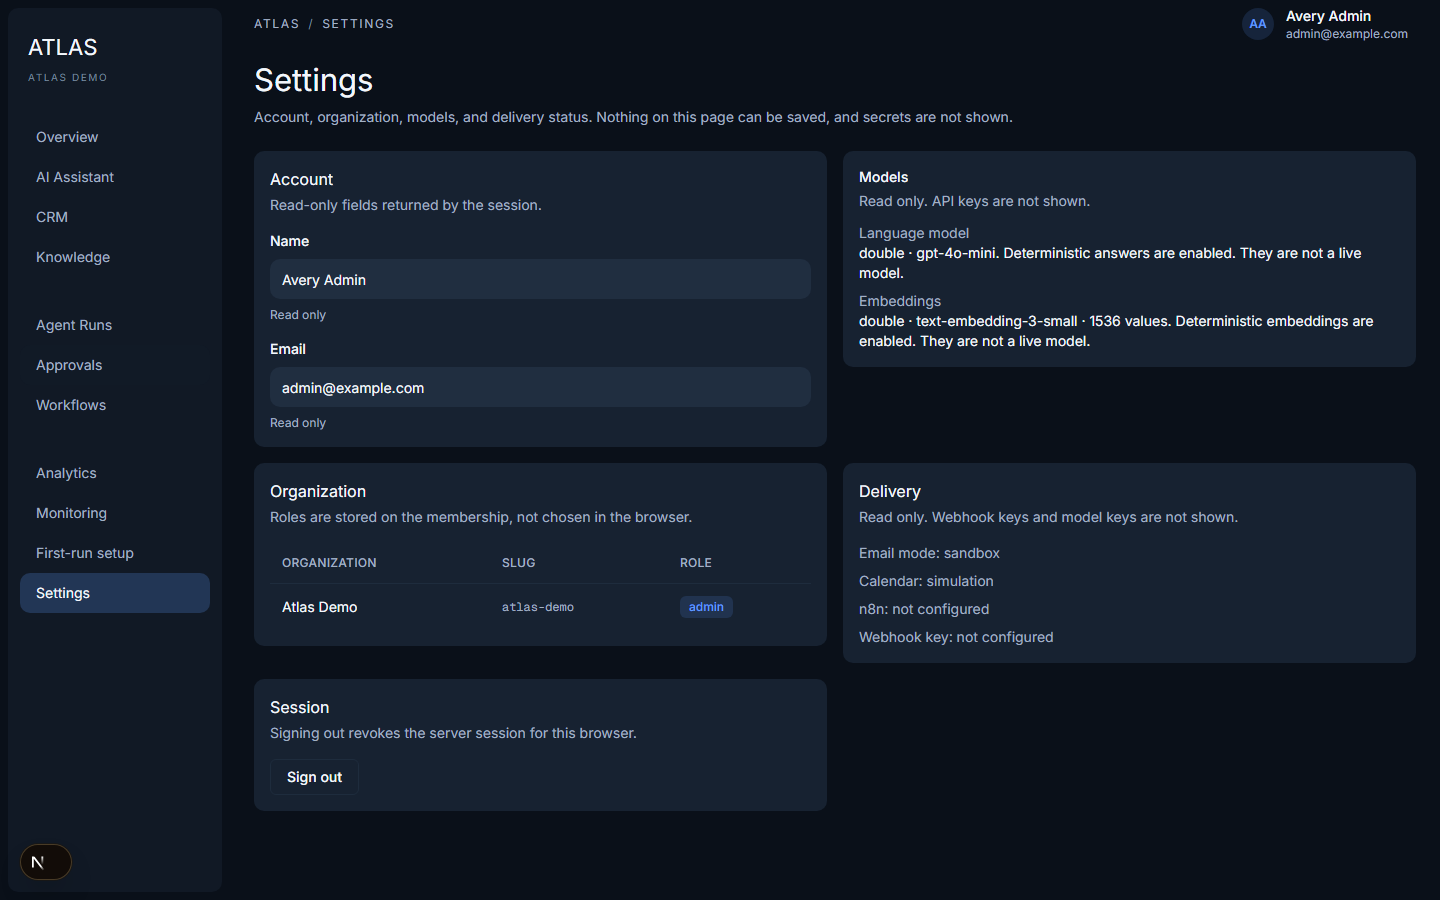 ATLAS
ATLAS DEMO
Overview
AI Assistant
CRM
Knowledge
Agent Runs
Approvals
Workflows
Analytics
Monitoring
First-run setup
Settings
N
ATLAS / SETTINGS
AA
Avery Admin
admin@example.com
Settings
Account, organization, models, and delivery status. Nothing on this page can be saved, and secrets are not shown.
Account
Read-only fields returned by the session.
Name
Avery Admin
Read only
Email
admin@example.com
Read only
Models
Read only. API keys are not shown.
Language model
double · gpt-4o-mini. Deterministic answers are enabled. They are not a live
model.
Embeddings
double · text-embedding-3-small · 1536 values. Deterministic embeddings are
enabled. They are not a live model.
Organization
Roles are stored on the membership, not chosen in the browser.
ORGANIZATION SLUG ROLE
Atlas Demo atlas-demo admin
Delivery
Read only. Webhook keys and model keys are not shown.
Email mode: sandbox
Calendar: simulation
n8n: not configured
Webhook key: not configured
Session
Signing out revokes the server session for this browser.
Sign out